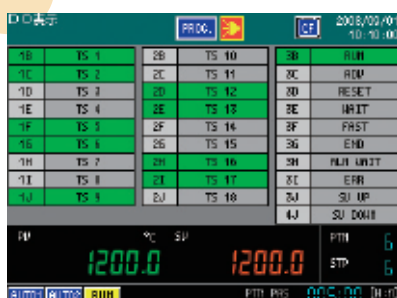 DO表示 PROG. CF 2008/09/01
10:10:00
1B TS 1 2B TS 10 3B RUN
1C TS 2 2C TS 11 3C ADV
1D TS 3 2D TS 12 3D RESET
1E TS 4 2E TS 13 3E WAIT
1F TS 5 2F TS 14 3F FAST
1G TS 6 2G TS 15 3G END
1H TS 7 2H TS 16 3H ALM UNIT
1I TS 8 2I TS 17 3I ERR
1J TS 9 2J TS 18 3J SV UP
4J SV DOWN
PV °C SV PTN 6
1200.0 1200.0 STP 6
AUTO1 AUTO2 RUN PTN PRS 005:00 [H:M]